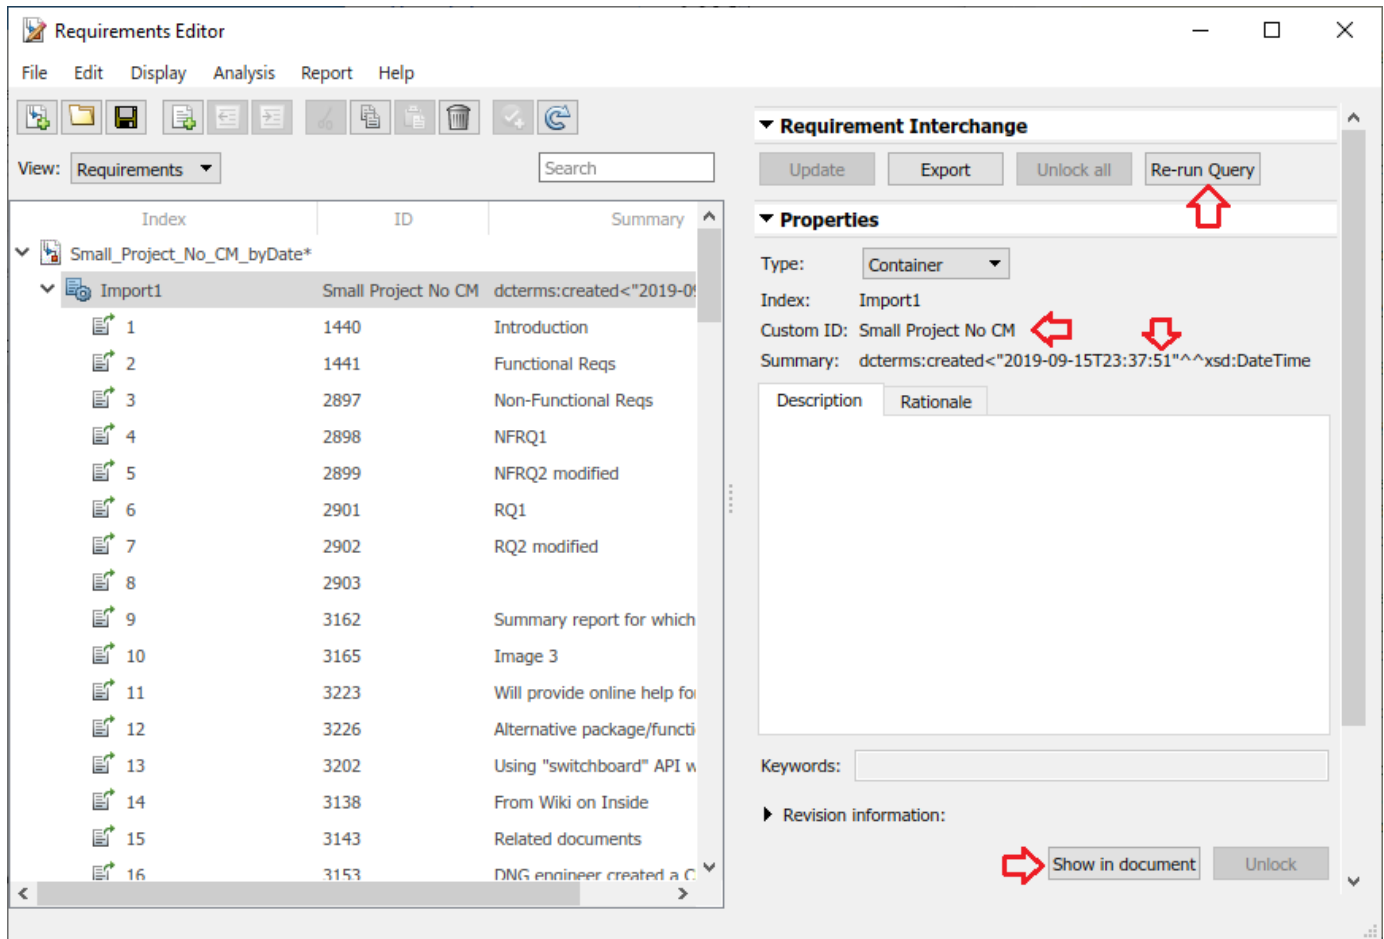 Requirements Editor
File Edit Display Analysis Report Help
View: Requirements Search
Index ID Summary
Small_Project_No_CM_byDate*
Import1 Small Project No CM dcterms:created<"2019-0
1 1440 Introduction
2 1441 Functional Reqs
3 2897 Non-Functional Reqs
4 2898 NFRQ1
5 2899 NFRQ2 modified
6 2901 RQ1
7 2902 RQ2 modified
8 2903
9 3162 Summary report for which
10 3165 Image 3
11 3223 Will provide online help fo
12 3226 Alternative package/functi
13 3202 Using "switchboard" API w
14 3138 From Wiki on Inside
15 3143 Related documents
16 3153 DNG engineer created a C
Requirement Interchange
Update Export Unlock all Re-run Query
Properties
Type: Container
Index: Import1
Custom ID: Small Project No CM
Summary: dcterms:created<"2019-09-15T23:37:51"^^xsd:DateTime
Description Rationale
Keywords:
Revision information:
Show in document Unlock